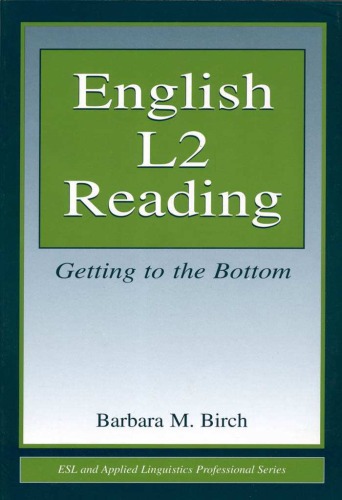 English
L2
Reading
Getting to the Bottom
Barbara M. Birch
ESL and Applied Linguistics Professional Series